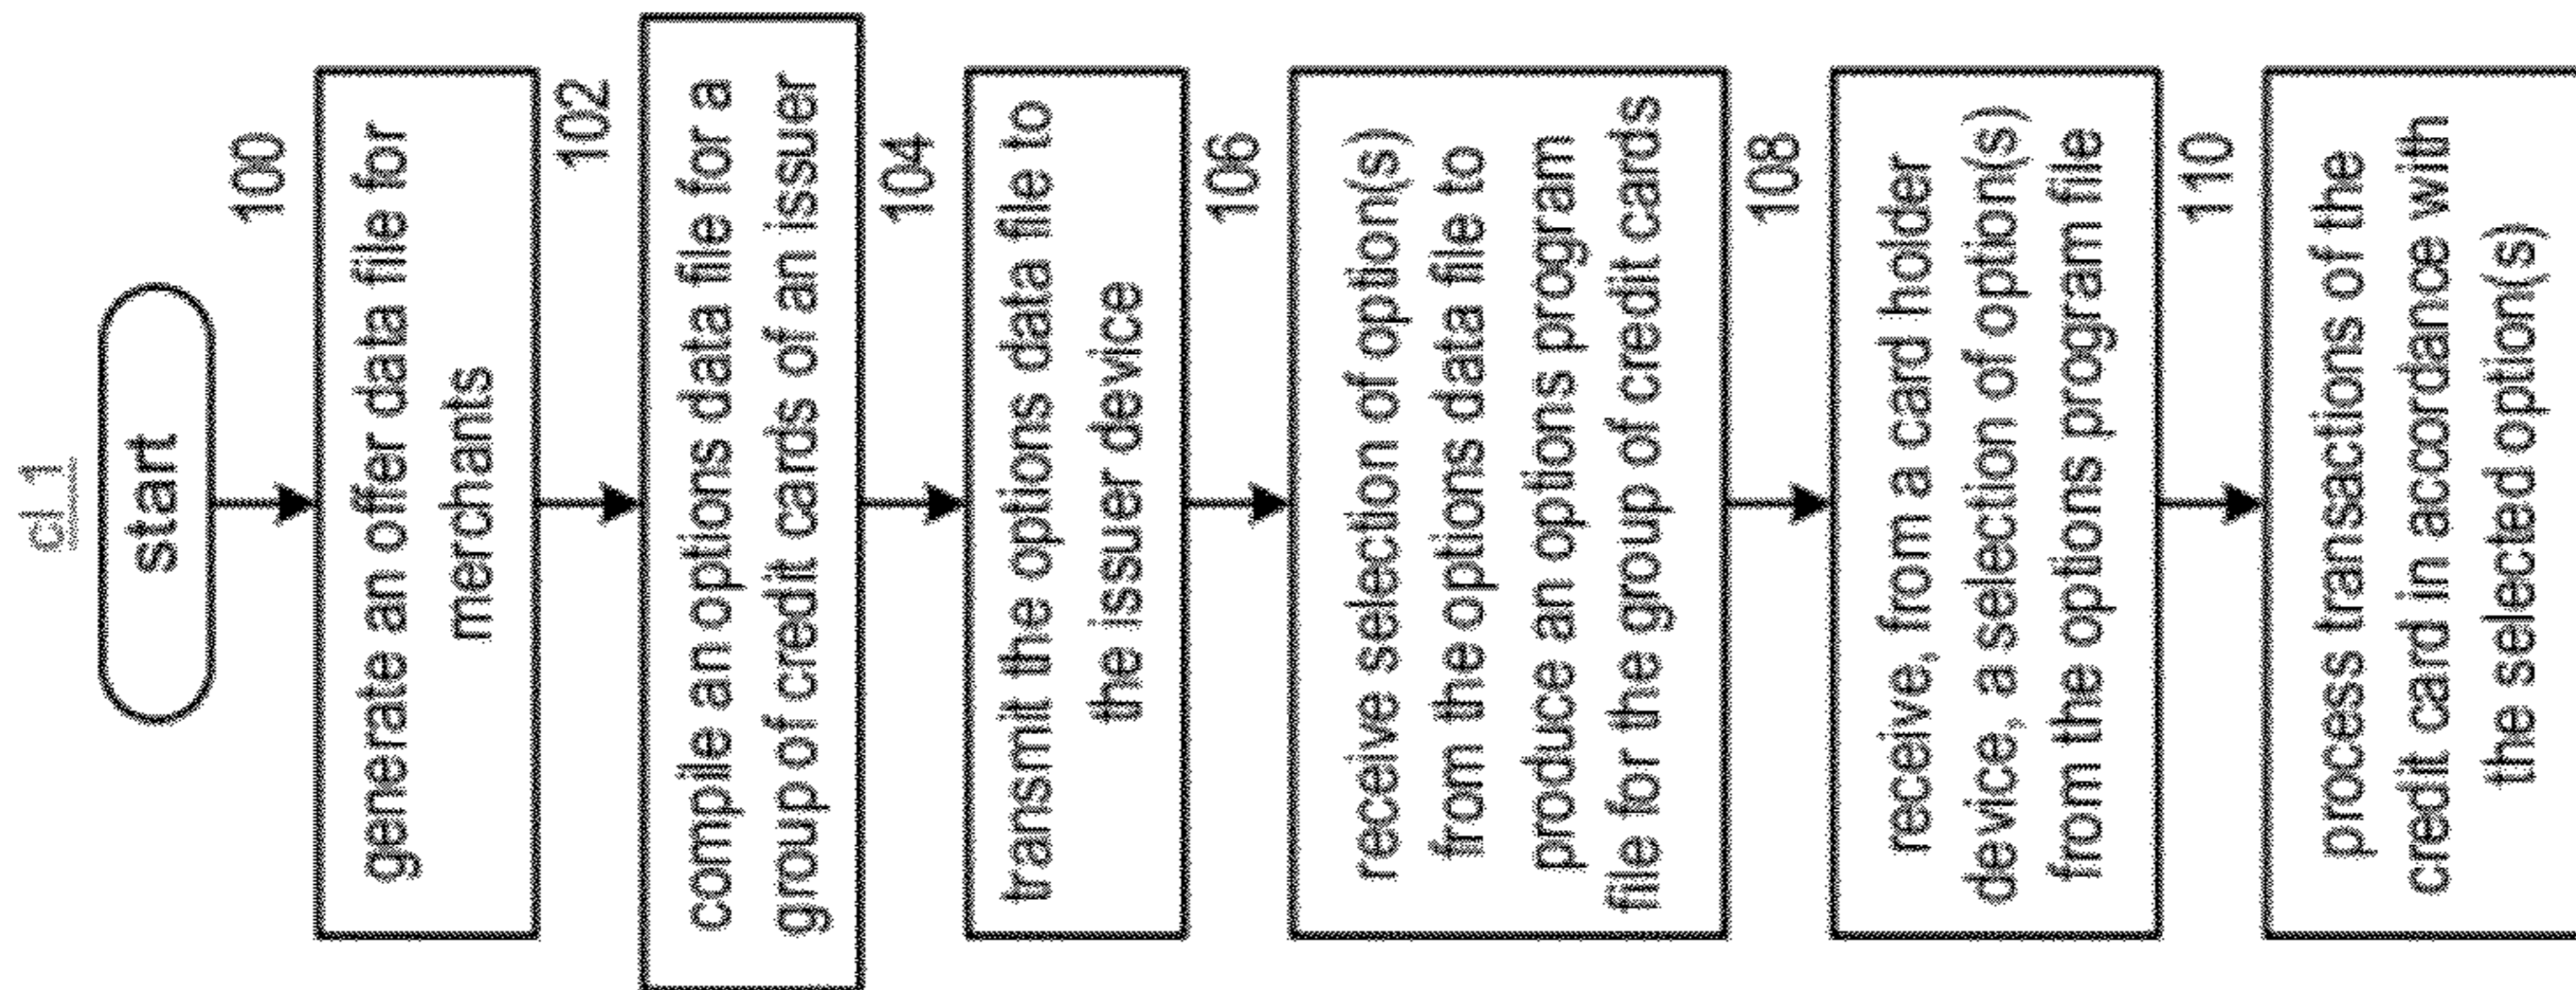 cl 1
start
100
generate an offer data file for
merchants
102
compile an options data file for a
group of credit cards of an issuer
104
transmit the options data file to
the issuer device
106
receive selection of option(s)
from the options data file to
produce an options program
file for the group of credit cards
108
receive, from a card holder
device, a selection of option(s)
from the options program file
110
process transactions of the
credit card in accordance with
the selected option(s)